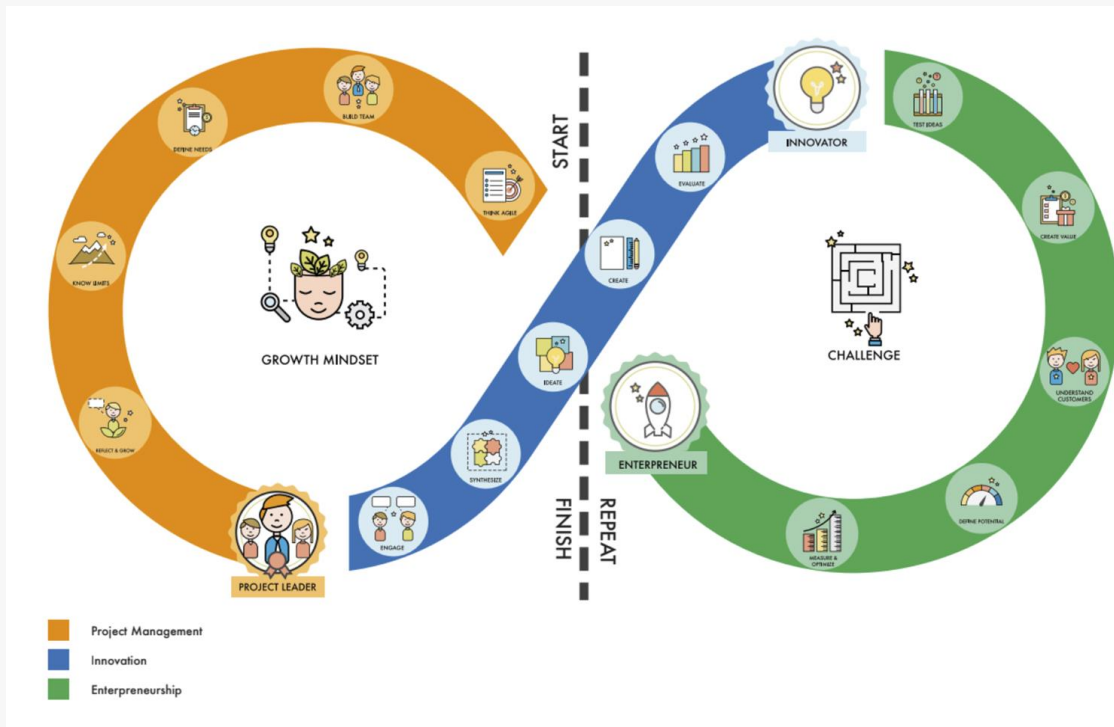 BUILD TEAM
DEFINE NEEDS
THINK AGILE
KNOW LIMITS
REFLECT & GROW
GROWTH MINDSET
PROJECT LEADER
START
FINISH
REPEAT
ENGAGE
SYNTHESIZE
IDEATE
CREATE
EVALUATE
INNOVATOR
TEST IDEAS
CREATE VALUE
UNDERSTAND
CUSTOMERS
DEFINE POTENTIAL
MEASURE &
OPTIMIZE
ENTERPRENEUR
CHALLENGE
Project Management
Innovation
Enterpreneurship